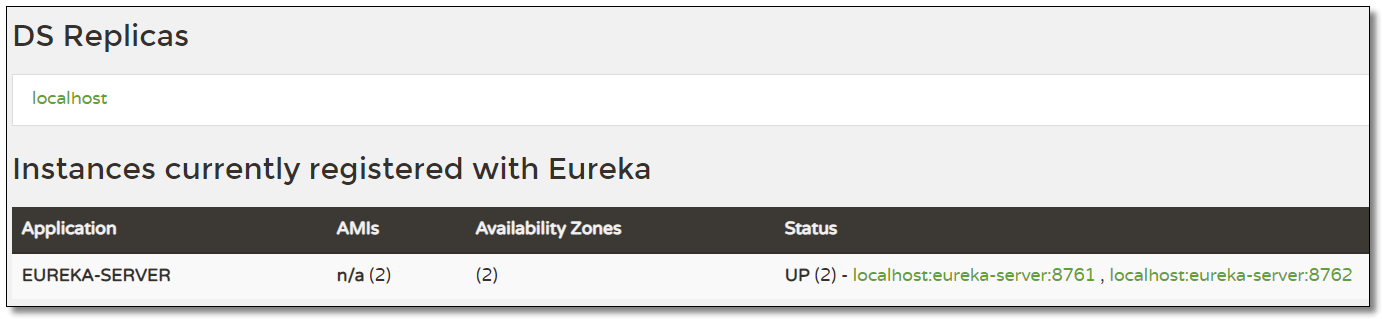 DS Replicas
localhost
Instances currently registered with Eureka
Application AMIs Availability Zones Status
EUREKA-SERVER n/a (2) (2) UP (2) - localhost:eureka-server:8761 , localhost:eureka-server:8762